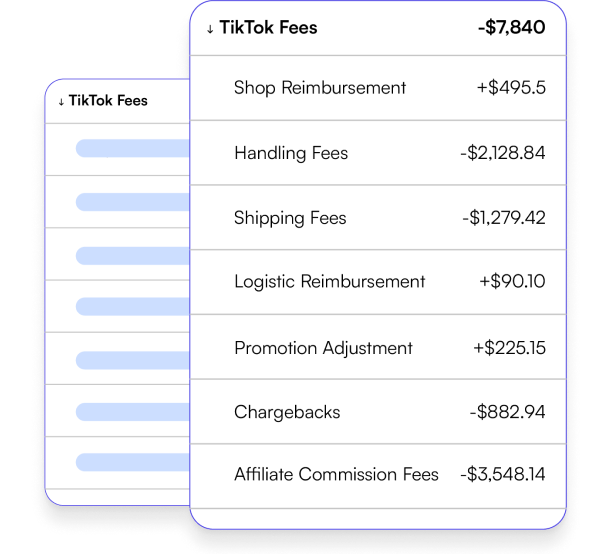 ↓ TikTok Fees -$7,840
Shop Reimbursement +$495.5
Handling Fees -$2,128.84
Shipping Fees -$1,279.42
Logistic Reimbursement +$90.10
Promotion Adjustment +$225.15
Chargebacks -$882.94
Affiliate Commission Fees -$3,548.14
↓ TikTok Fees